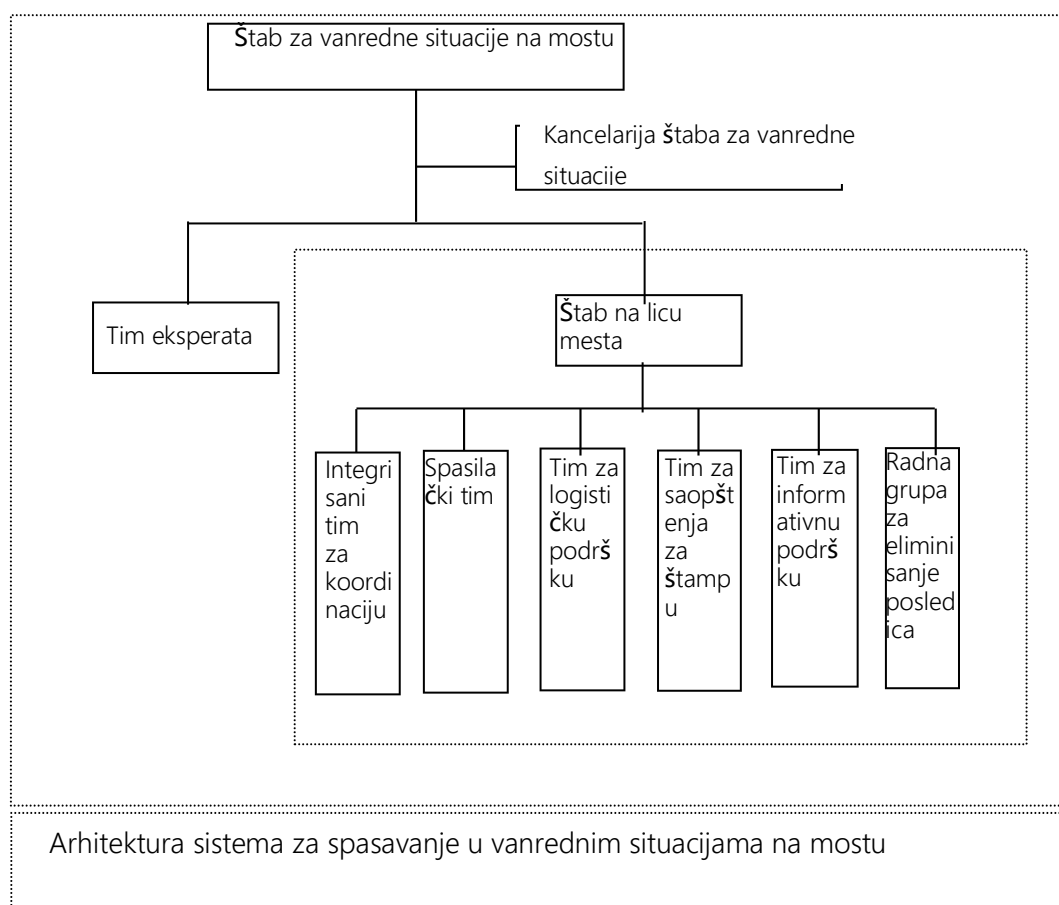 Štab za vanredne situacije na mostu
Kancelarija štaba za vanredne
situacije
Tim eksperata
Štab na licu
mesta
Integri
sani
tim
za
koordi
naciju
Spasila
čki tim
Tim za
logisti
čku
podrš
ku
Tim za
saopšt
enja
za
štamp
u
Tim za
inform
ativnu
podrš
ku
Radna
grupa
za
elimini
sanje
posled
ica
Arhitektura sistema za spasavanje u vanrednim situacijama na mostu